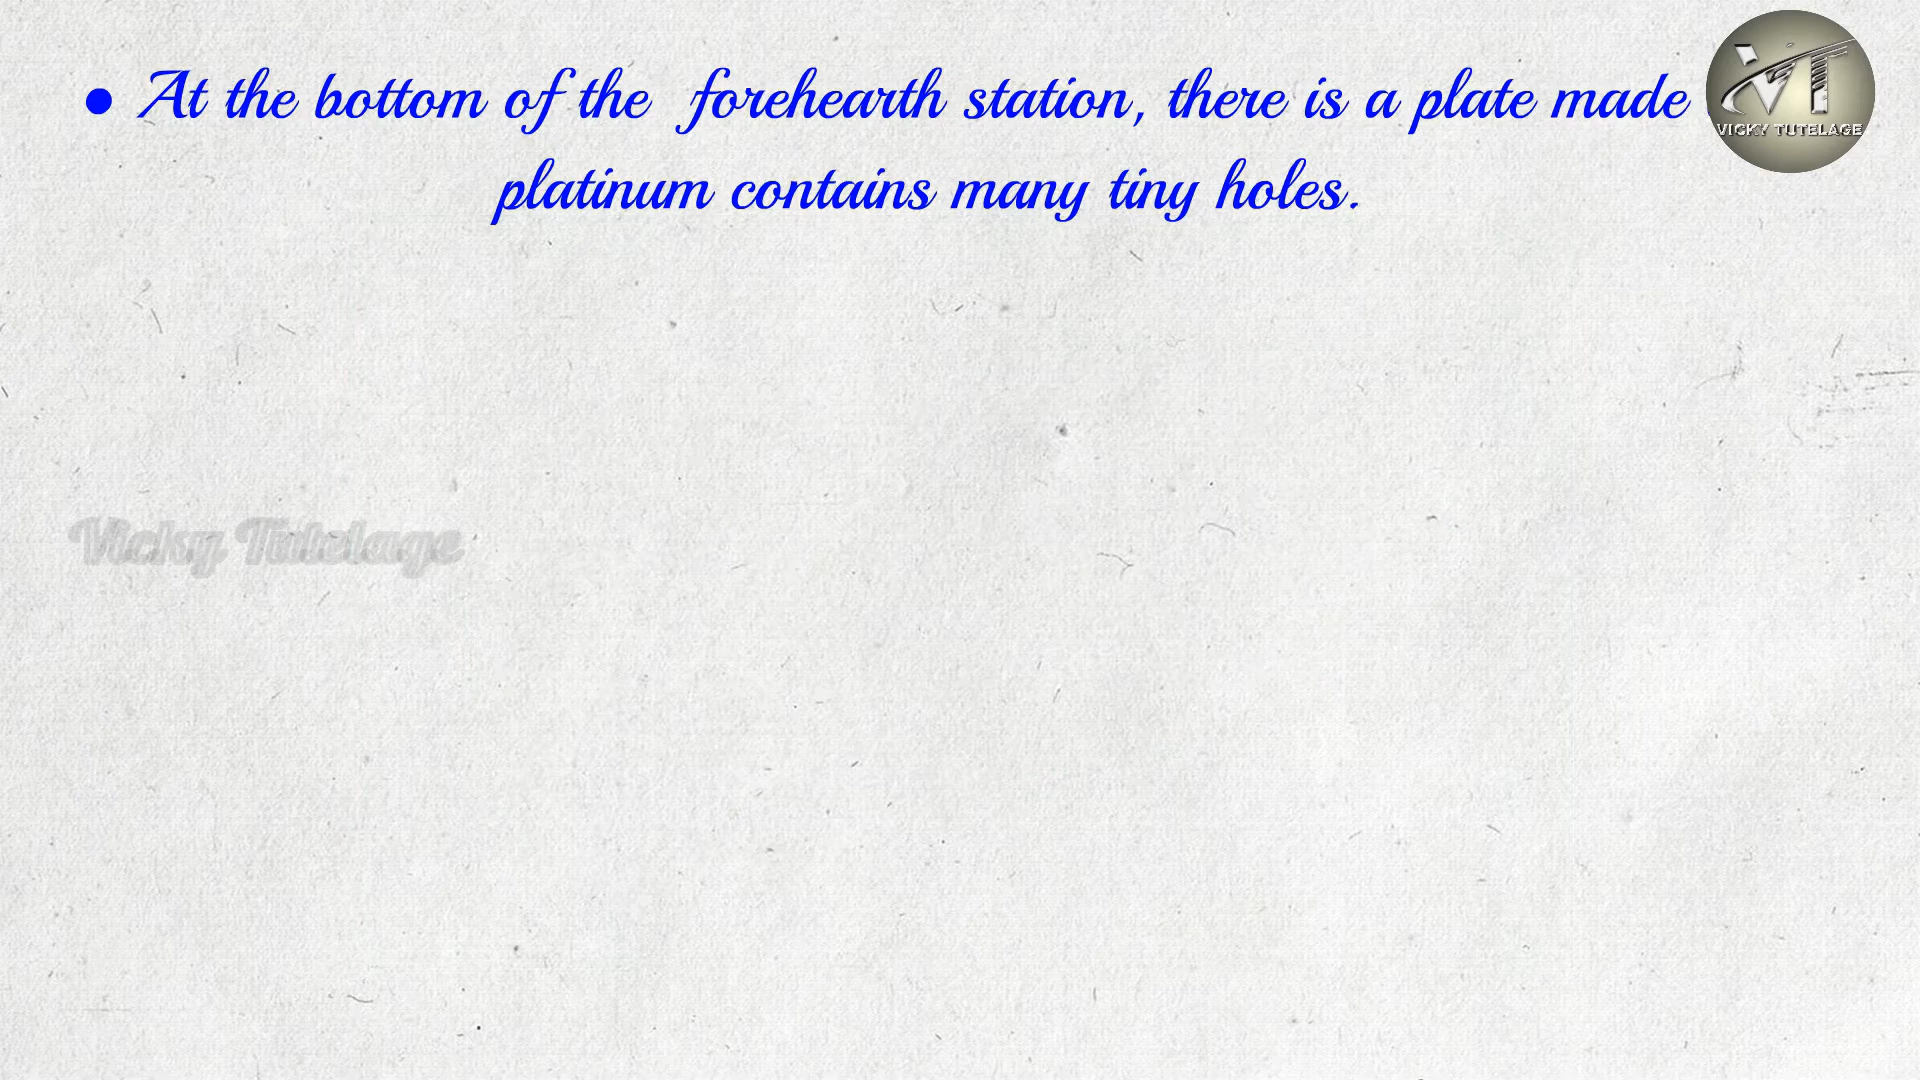 • At the bottom of the forehearth station, there is a plate made
VICKY TUTELAGE
platinum contains many tiny holes.
Vicky Tutelage